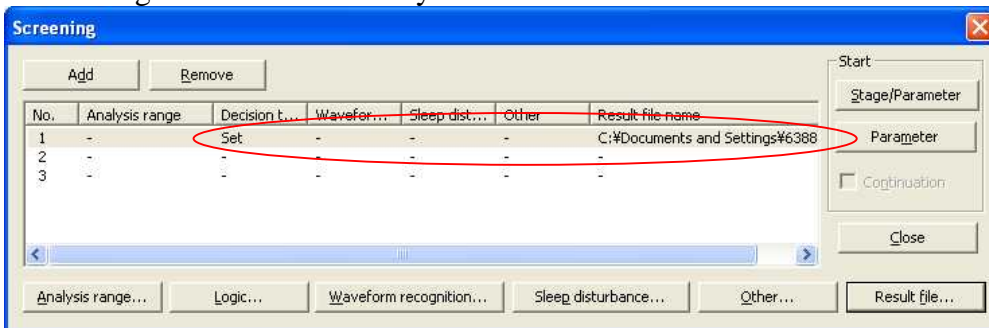 Screening
Add Remove
Start
Stage/Parameter
No. Analysis range Decision t... Wavefor... Sleep dist... Other Result file name
1 - Set - - - C:¥Documents and Settings¥6388
Parameter
2 - - - - - -
3 - - - - - -
Continuation
Close
Analysis range... Logic... Waveform recognition... Sleep disturbance... Other... Result file...